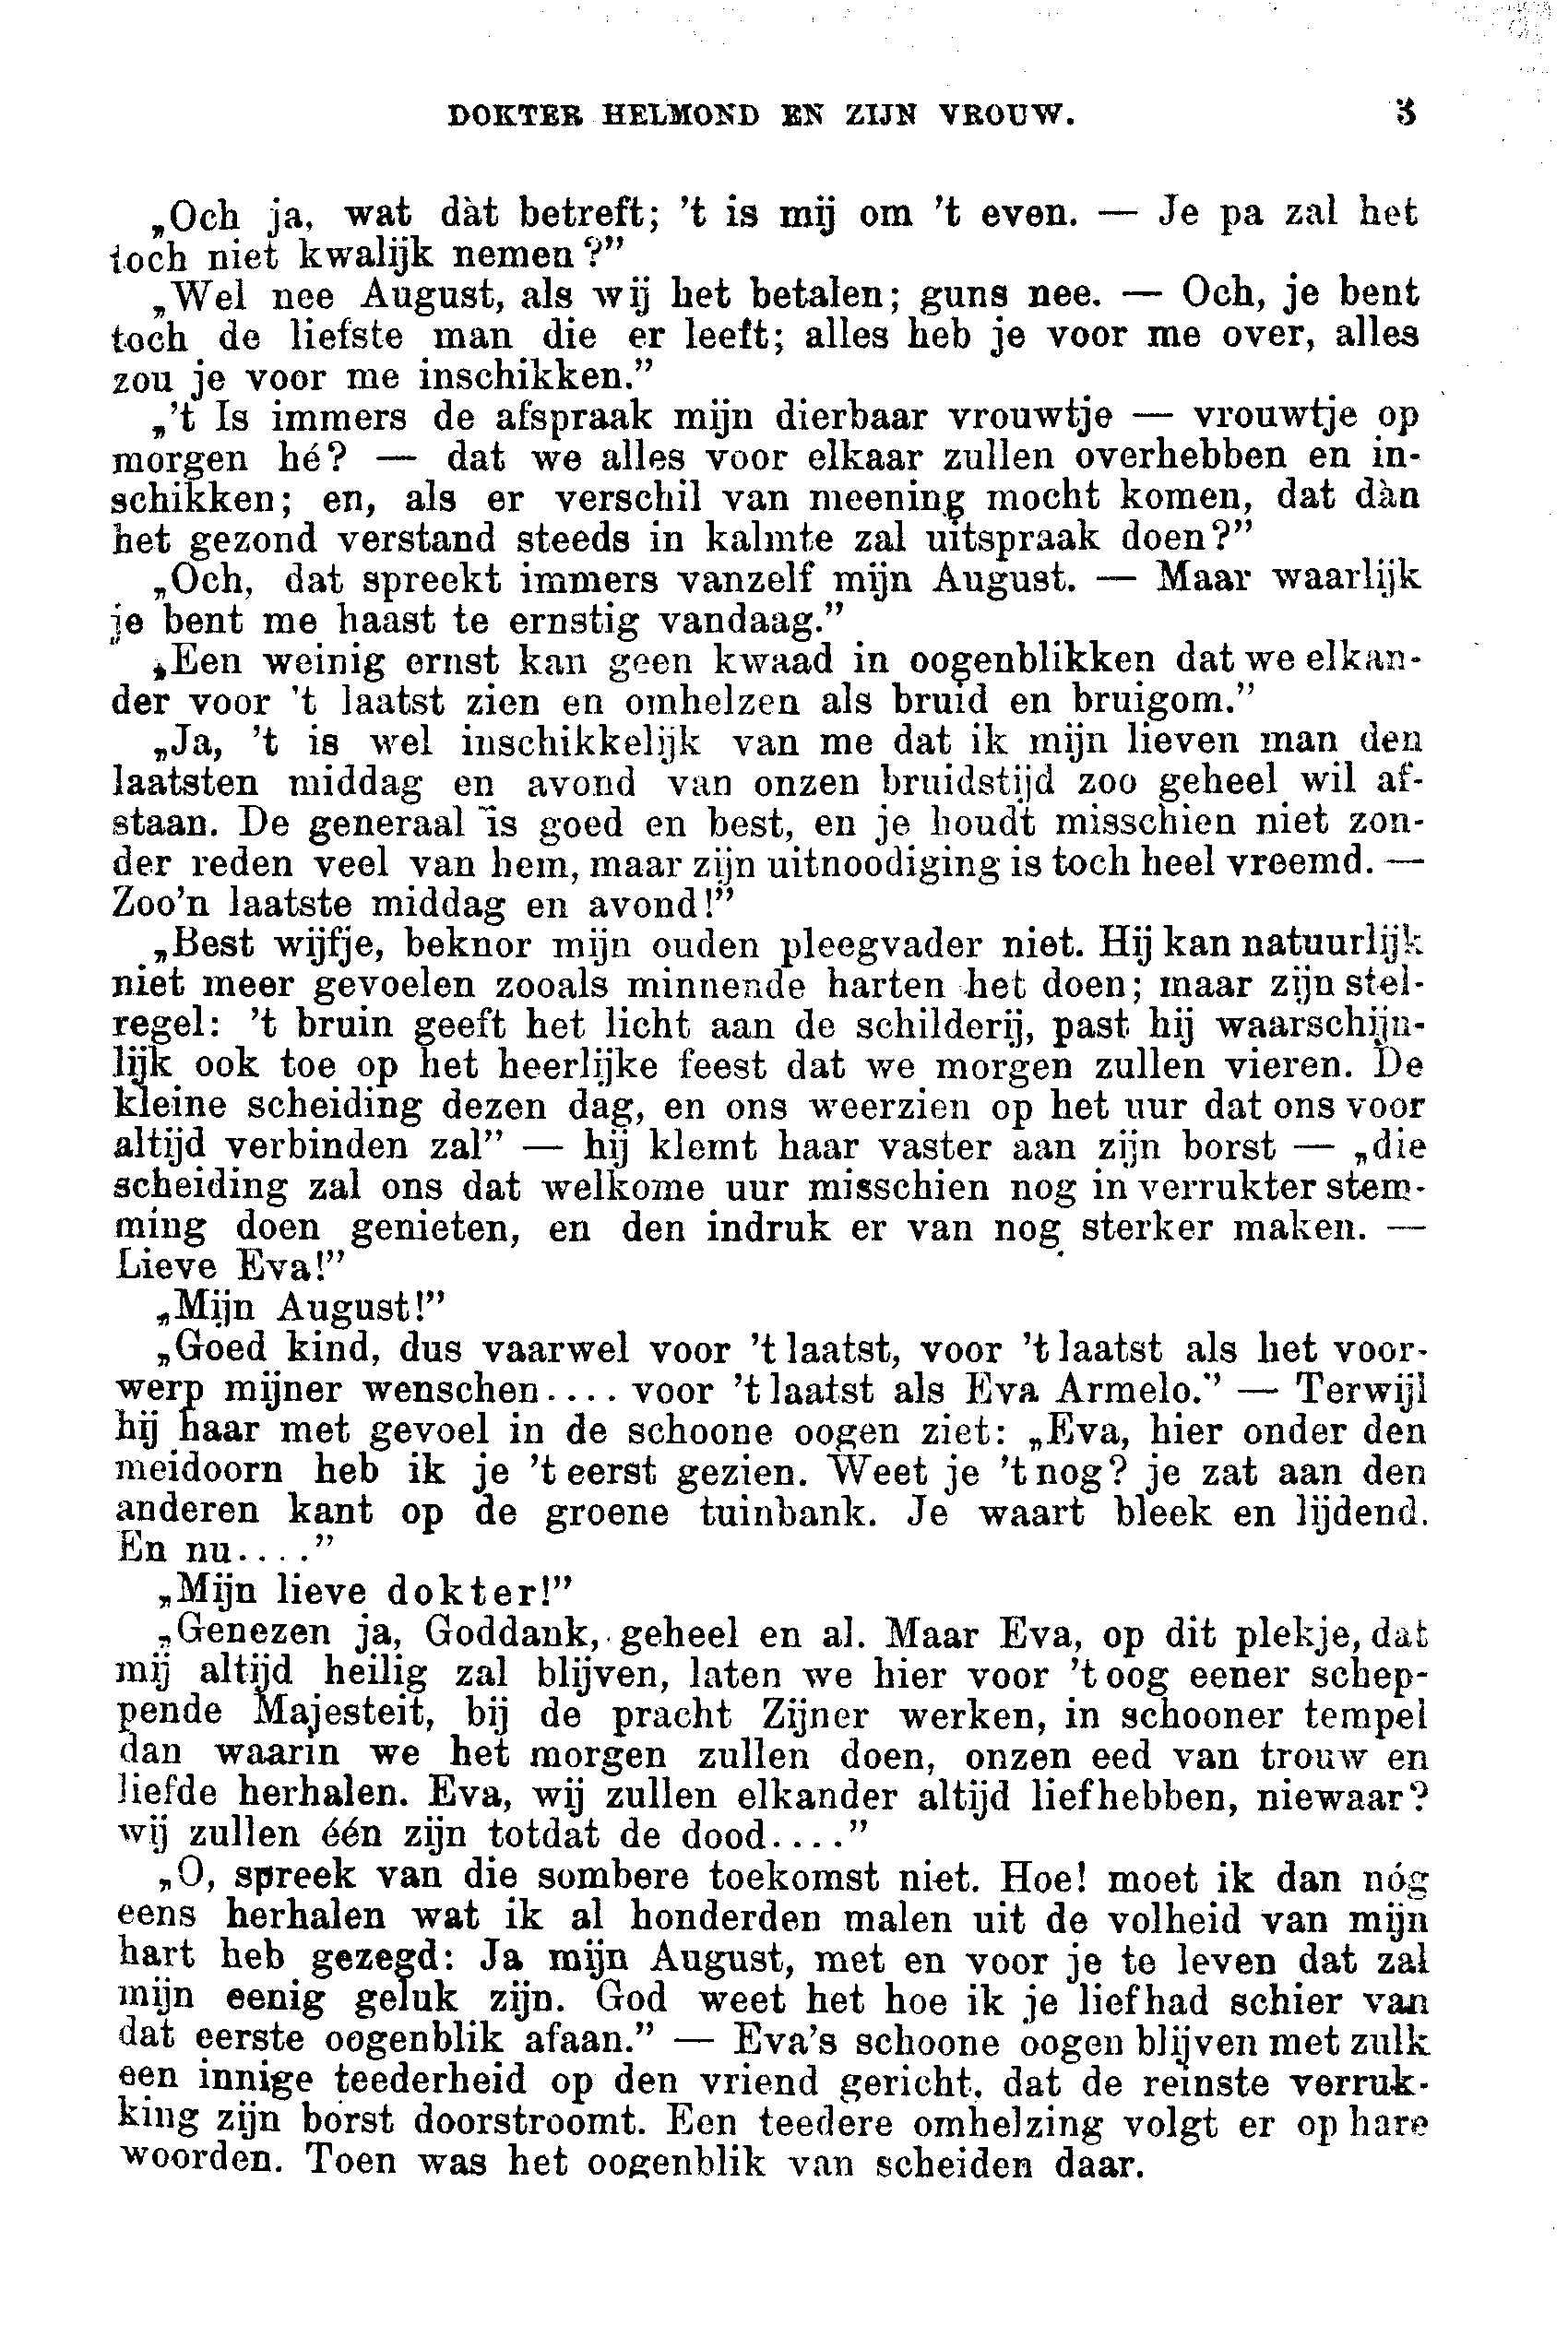 DOKTER HELMOND EN ZIJN VROUW. 3
„Och ja, wat dàt betreft; 't is mij om 't even. — Je pa zal het
toch niet kwalijk nemen?”
„Wel nee August, als wij het betalen; guns nee. — Och, je bent
toch de liefste man die er leeft; alles heb je voor me over, alles
zou je voor me inschikken.”
„'t Is immers de afspraak mijn dierbaar vrouwtje — vrouwtje op
morgen hé? — dat we alles voor elkaar zullen overhebben en in-
schikken; en, als er verschil van meening mocht komen, dat dàn
het gezond verstand steeds in kalmte zal uitspraak doen?”
„Och, dat spreekt immers vanzelf mijn August. — Maar waarlijk
je bent me haast te ernstig vandaag.”
„Een weinig ernst kan geen kwaad in oogenblikken dat we elkan-
der voor 't laatst zien en omhelzen als bruid en bruigom.”
„Ja, 't is wel inschikkelijk van me dat ik mijn lieven man den
laatsten middag en avond van onzen bruidstijd zoo geheel wil af-
staan. De generaal is goed en best, en je houdt misschien niet zon-
der reden veel van hem, maar zijn uitnoodiging is toch heel vreemd. —
Zoo'n laatste middag en avond!”
„Best wijfje, beknor mijn ouden pleegvader niet. Hij kan natuurlijk
niet meer gevoelen zooals minnende harten het doen; maar zijn stel-
regel: 't bruin geeft het licht aan de schilderij, past hij waarschijn-
lijk ook toe op het heerlijke feest dat we morgen zullen vieren. De
kleine scheiding dezen dag, en ons weerzien op het uur dat ons voor
altijd verbinden zal” — hij klemt haar vaster aan zijn borst — „die
scheiding zal ons dat welkome uur misschien nog in verrukter stem-
ming doen genieten, en den indruk er van nog sterker maken. —
Lieve Eva!”
„Mijn August!”
„Goed kind, dus vaarwel voor 't laatst, voor 't laatst als het voor-
werp mijner wenschen.... voor 't laatst als Eva Armelo.” — Terwijl
hij haar met gevoel in de schoone oogen ziet: „Eva, hier onder den
meidoorn heb ik je 't eerst gezien. Weet je 't nog? je zat aan den
anderen kant op de groene tuinbank. Je waart bleek en lijdend.
En nu....”
„Mijn lieve dokter!”
„Genezen ja, Goddank, geheel en al. Maar Eva, op dit plekje, dat
mij altijd heilig zal blijven, laten we hier voor 't oog eener schep-
pende Majesteit, bij de pracht Zijner werken, in schooner tempel
dan waarin we het morgen zullen doen, onzen eed van trouw en
liefde herhalen. Eva, wij zullen elkander altijd liefhebben, niewaar?
wij zullen één zijn totdat de dood....”
„O, spreek van die sombere toekomst niet. Hoe! moet ik dan nóg
eens herhalen wat ik al honderden malen uit de volheid van mijn
hart heb gezegd: Ja mijn August, met en voor je te leven dat zal
mijn eenig geluk zijn. God weet het hoe ik je liefhad schier van
dat eerste oogenblik afaan.” — Eva's schoone oogen blijven met zulk
een innige teederheid op den vriend gericht, dat de reinste verruk-
king zijn borst doorstroomt. Een teedere omhelzing volgt er op hare
woorden. Toen was het oogenblik van scheiden daar.